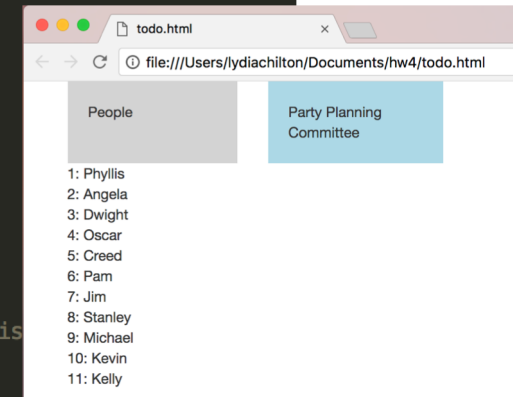 todo.html
file:///Users/lydiachilton/Documents/hw4/todo.html
People
Party Planning
Committee
1: Phyllis
2: Angela
3: Dwight
4: Oscar
5: Creed
6: Pam
7: Jim
8: Stanley
is
9: Michael
10: Kevin
11: Kelly